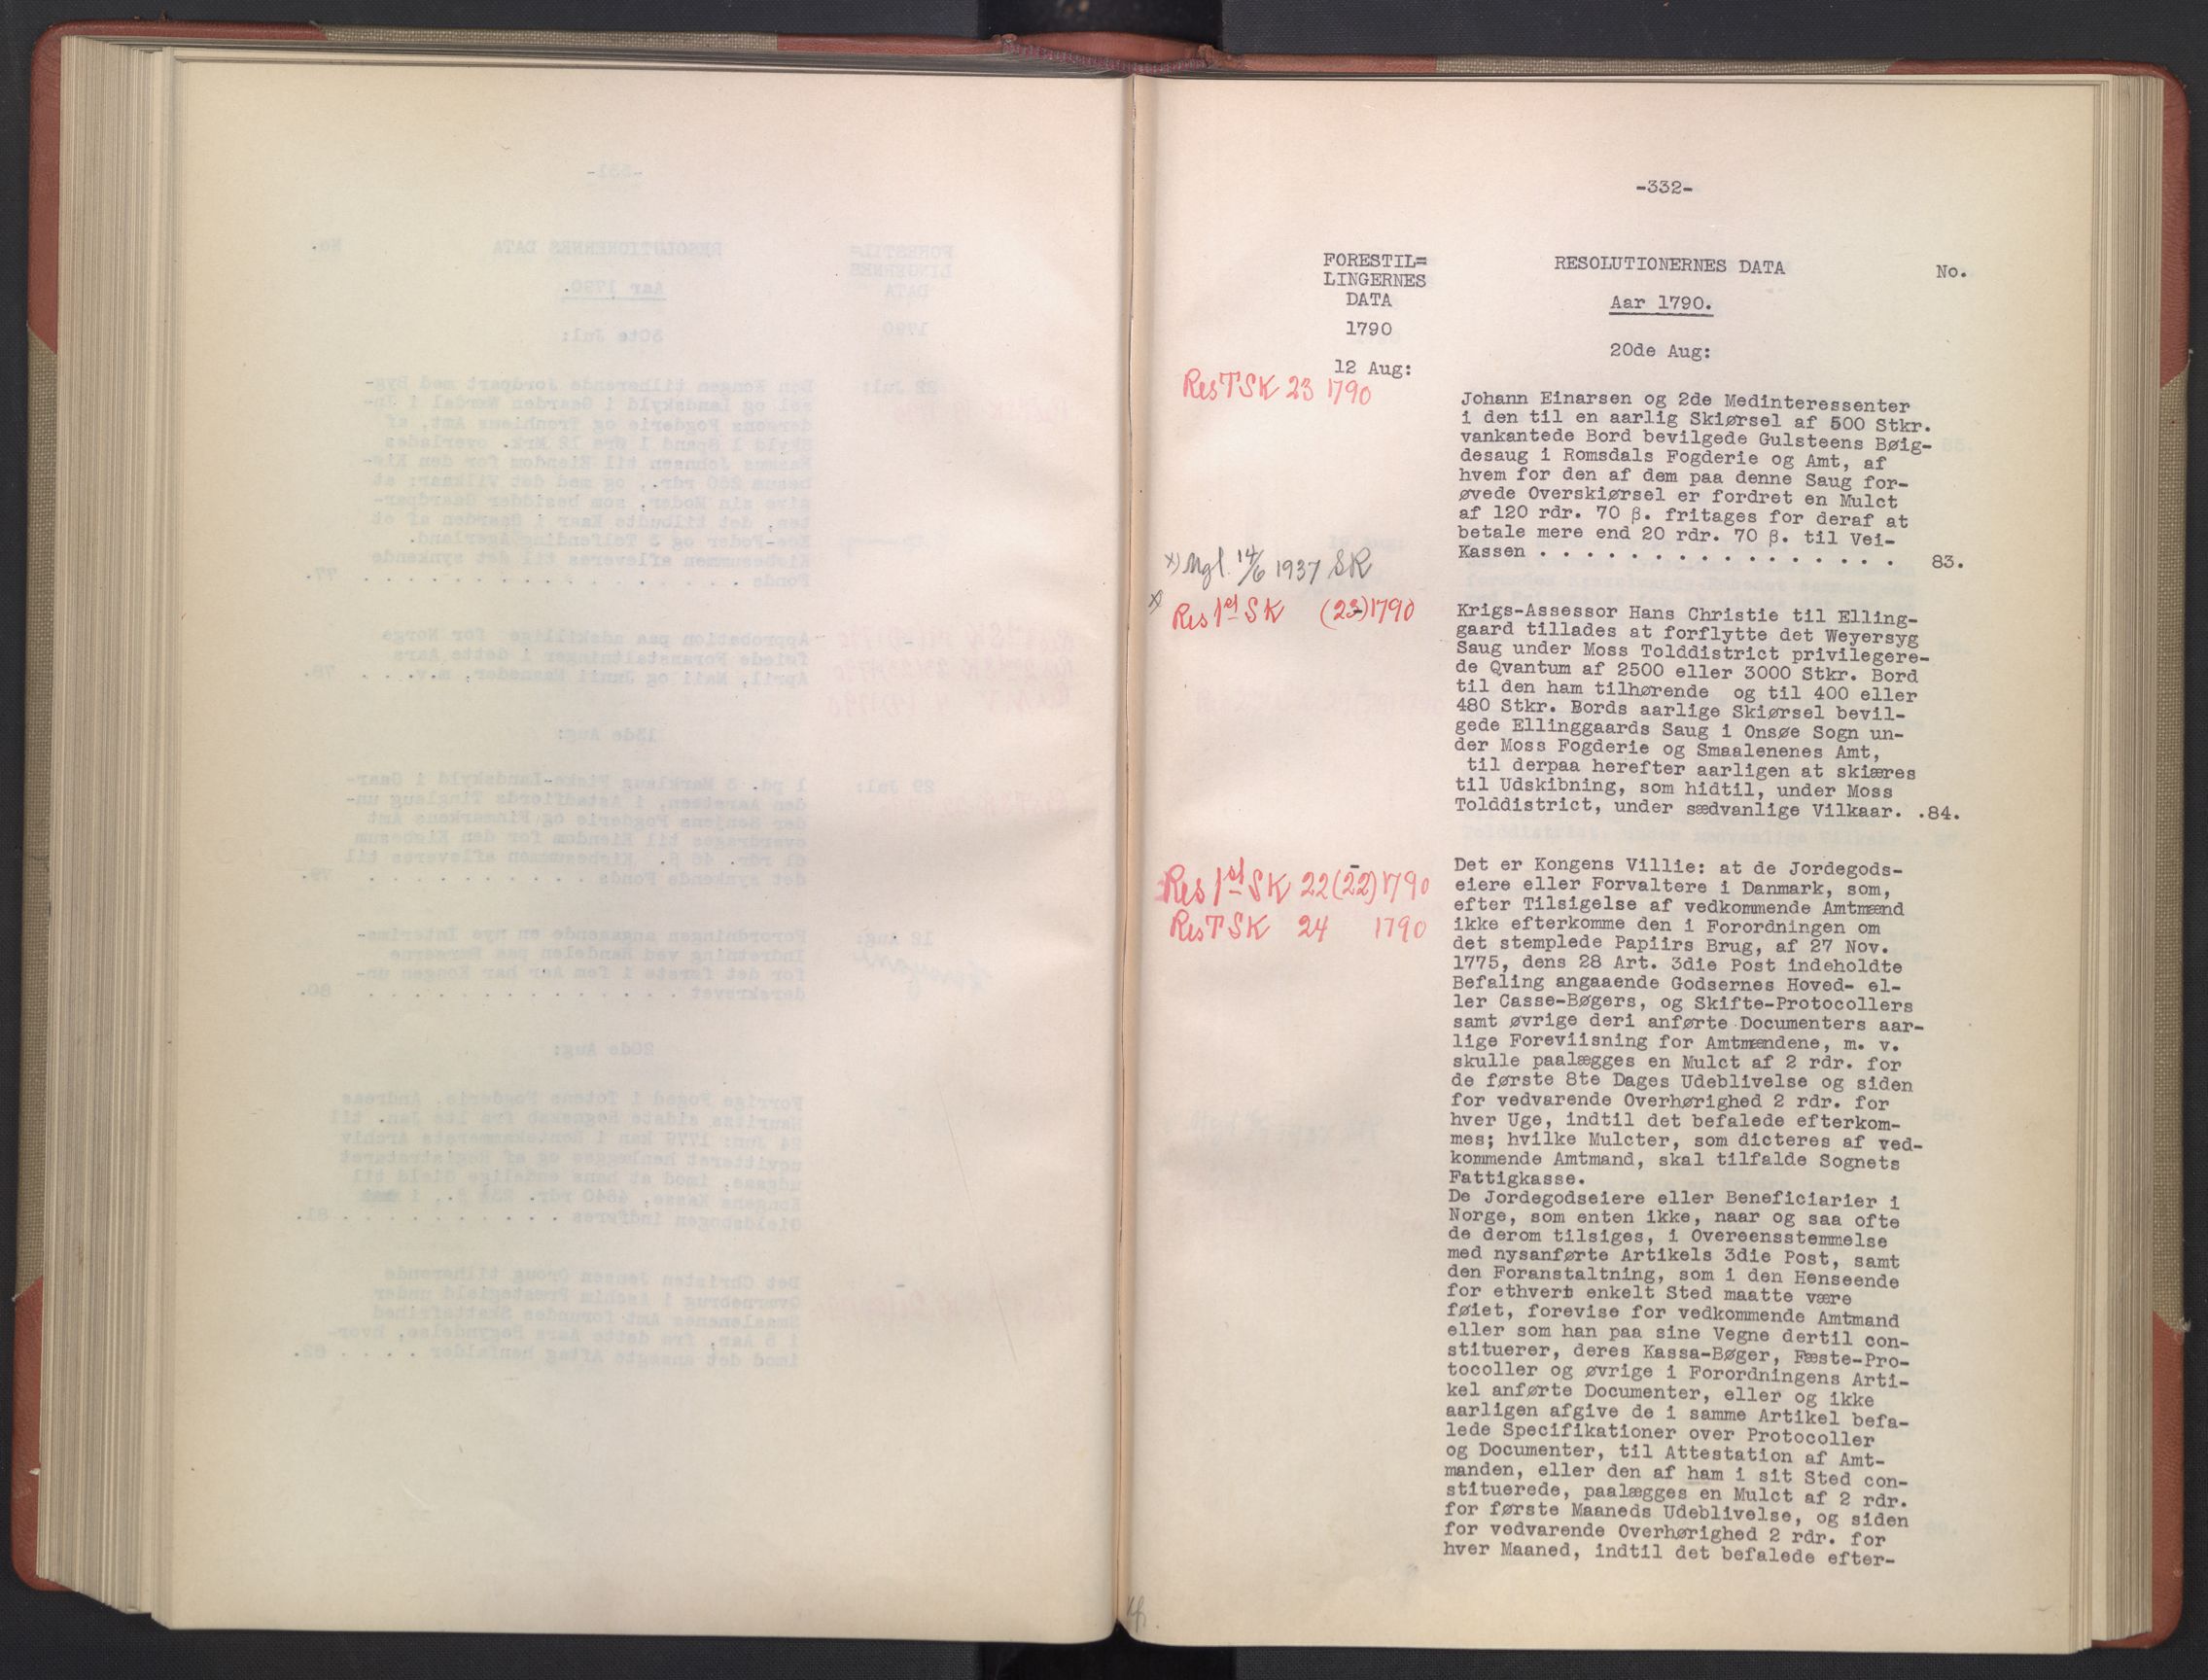 -332-
FORESTIL=
LINGERNES
DATA
1790
RESOLUTIONERNES DATA
No.
Aar 1790.
20de Aug:
12 Aug:
Res T SK 23 1790
Johann Einarsen og 2de Medinteressenter
i den til en aarlig Skiørsel af 500 Stkr.
vankantede Bord bevilgede Gulsteens Bøig-
desaug i Romsdals Fogderie og Amt, af
hvem for den af dem paa denne Saug for-
øvede Overskiørsel er fordret en Mulct
af 120 rdr. 70 β. fritages for deraf at
betale mere end 20 rdr. 70 β. til Vei-
Kassen . . . . . . . . . . . . . . . . . 83.
x) Mgl. 14/6 1937 SR
x) Res 1st SK (23) 1790
Krigs-Assessor Hans Christie til Elling-
gaard tillades at forflytte det Weyersyg
Saug under Moss Tolddistrict privilegere-
de Qvantum af 2500 eller 3000 Stkr. Bord
til den ham tilhørende og til 400 eller
480 Stkr. Bords aarlige Skiørsel bevil-
gede Ellinggaards Saug i Onsøe Sogn un-
der Moss Fogderie og Smaalenenes Amt,
til derpaa herefter aarligen at skiæres
til Udskibning, som hidtil, under Moss
Tolddistrict, under sædvanlige Vilkaar. .84.
Res 1st SK 22 (22) 1790
Res T SK 24 1790
Det er Kongens Villie: at de Jordegods-
eiere eller Forvaltere i Danmark, som,
efter Tilsigelse af vedkommende Amtmænd
ikke efterkomme den i Forordningen om
det stemplede Papiirs Brug, af 27 Nov.
1775, dens 28 Art. 3die Post indeholdte
Befaling angaaende Godsernes Hoved- el-
ler Casse-Bøgers, og Skifte-Protocollers
samt øvrige deri anførte Documenters aar-
lige Foreviisning for Amtmændene, m. v.
skulle paalægges en Mulct af 2 rdr. for
de første 8te Dages Udeblivelse og siden
for vedvarende Overhørighed 2 rdr. for
hver Uge, indtil det befalede efterkom-
mes; hvilke Mulcter, som dicteres af ved-
kommende Amtmand, skal tilfalde Sognets
Fattigkasse.
De Jordegodseiere eller Beneficiarier i
Norge, som enten ikke, naar og saa ofte
de derom tilsiges, i Overeensstemmelse
med nysanførte Artikels 3die Post, samt
den Foranstaltning, som i den Henseende
for ethvert enkelt Sted maatte være
føiet, forevise for vedkommende Amtmand
eller som han paa sine Vegne dertil con-
stituerer, deres Kassa-Bøger, Fæste-Pro-
tocoller og øvrige i Forordningens Arti-
kel anførte Documenter, eller og ikke
aarligen afgive de i samme Artikel befa-
lede Specifikationer over Protocoller
og Documenter, til Attestation af Amt-
manden, eller den af ham i sit Sted con-
stituerede, paalægges en Mulct af 2 rdr.
for første Maaneds Udeblivelse, og siden
for vedvarende Overhørighed 2 rdr. for
hver Maaned, indtil det befalede efter-